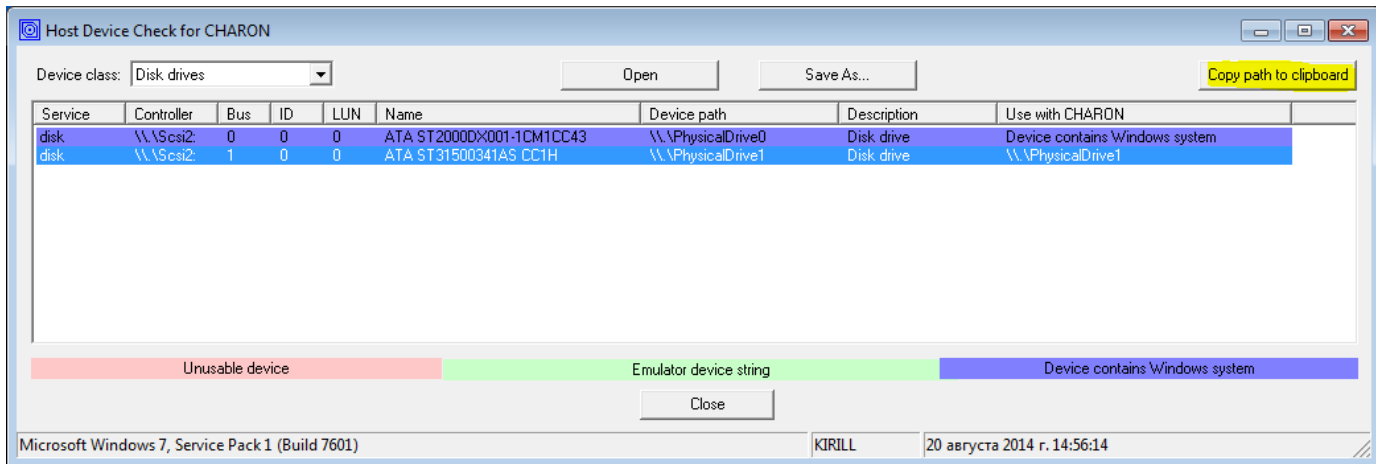 Host Device Check for CHARON
Device class: Disk drives Open Save As... Copy path to clipboard
Service Controller Bus ID LUN Name Device path Description Use with CHARON
disk \\.\Scsi2: 0 0 0 ATA ST2000DX001-1CM1CC43 \\.\PhysicalDrive0 Disk drive Device contains Windows system
disk \\.\Scsi2: 1 0 0 ATA ST31500341AS CC1H \\.\PhysicalDrive1 Disk drive \\.\PhysicalDrive1
Unusable device Emulator device string Device contains Windows system
Close
Microsoft Windows 7, Service Pack 1 (Build 7601) KIRILL 20 августа 2014 г. 14:56:14